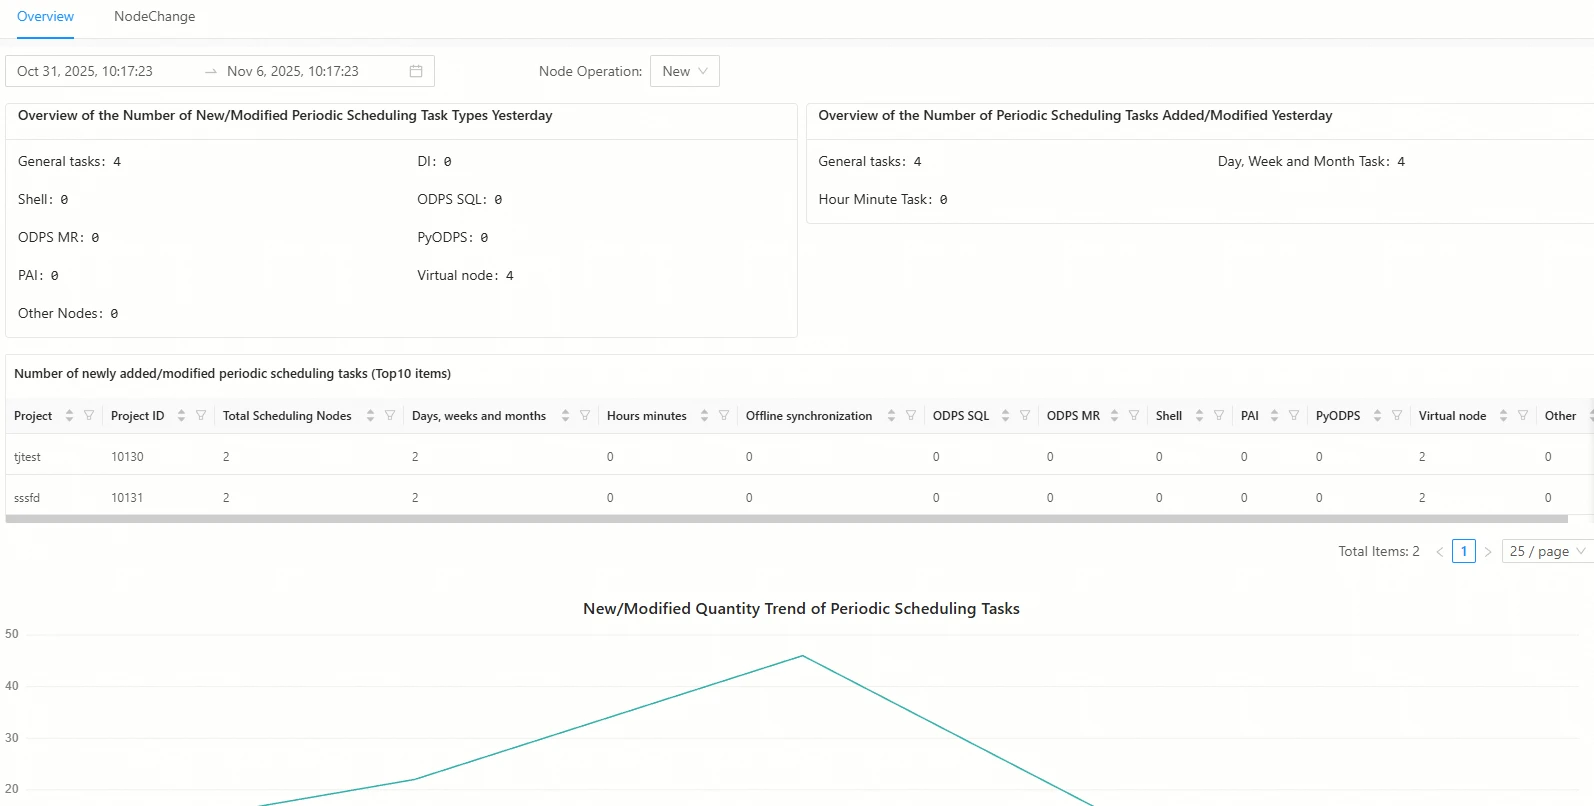 Overview NodeChange
Oct 31, 2025, 10:17:23 → Nov 6, 2025, 10:17:23 Node Operation: New
Overview of the Number of New/Modified Periodic Scheduling Task Types Yesterday
General tasks: 4 DI: 0
Shell: 0 ODPS SQL: 0
ODPS MR: 0 PyODPS: 0
PAI: 0 Virtual node: 4
Other Nodes: 0
Overview of the Number of Periodic Scheduling Tasks Added/Modified Yesterday
General tasks: 4 Day, Week and Month Task: 4
Hour Minute Task: 0
Number of newly added/modified periodic scheduling tasks (Top10 items)
Project Project ID Total Scheduling Nodes Days, weeks and months Hours minutes Offline synchronization ODPS SQL ODPS MR Shell PAI PyODPS Virtual node Other
tjtest 10130 2 2 0 0 0 0 0 0 0 2 0
sssfd 10131 2 2 0 0 0 0 0 0 0 2 0
Total Items: 2 < 1 > 25 / page
New/Modified Quantity Trend of Periodic Scheduling Tasks
50
40
30
20